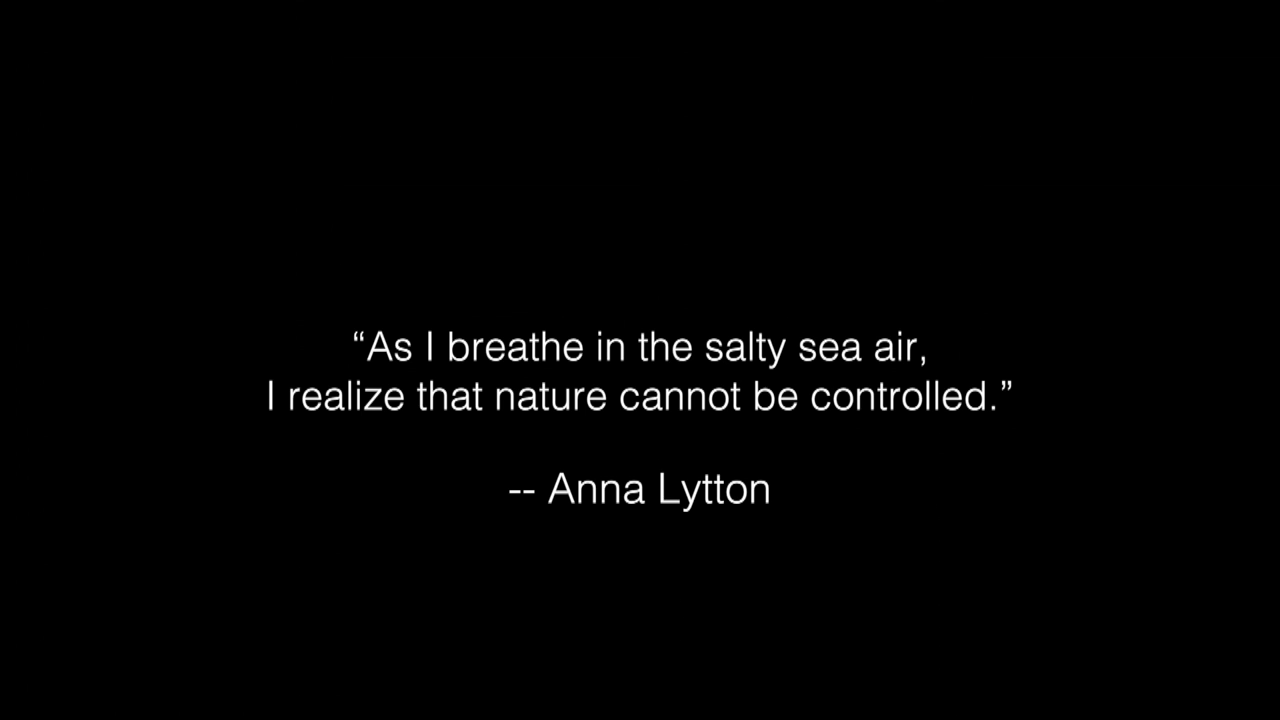 “As I breathe in the salty sea air,
I realize that nature cannot be controlled.”
-- Anna Lytton